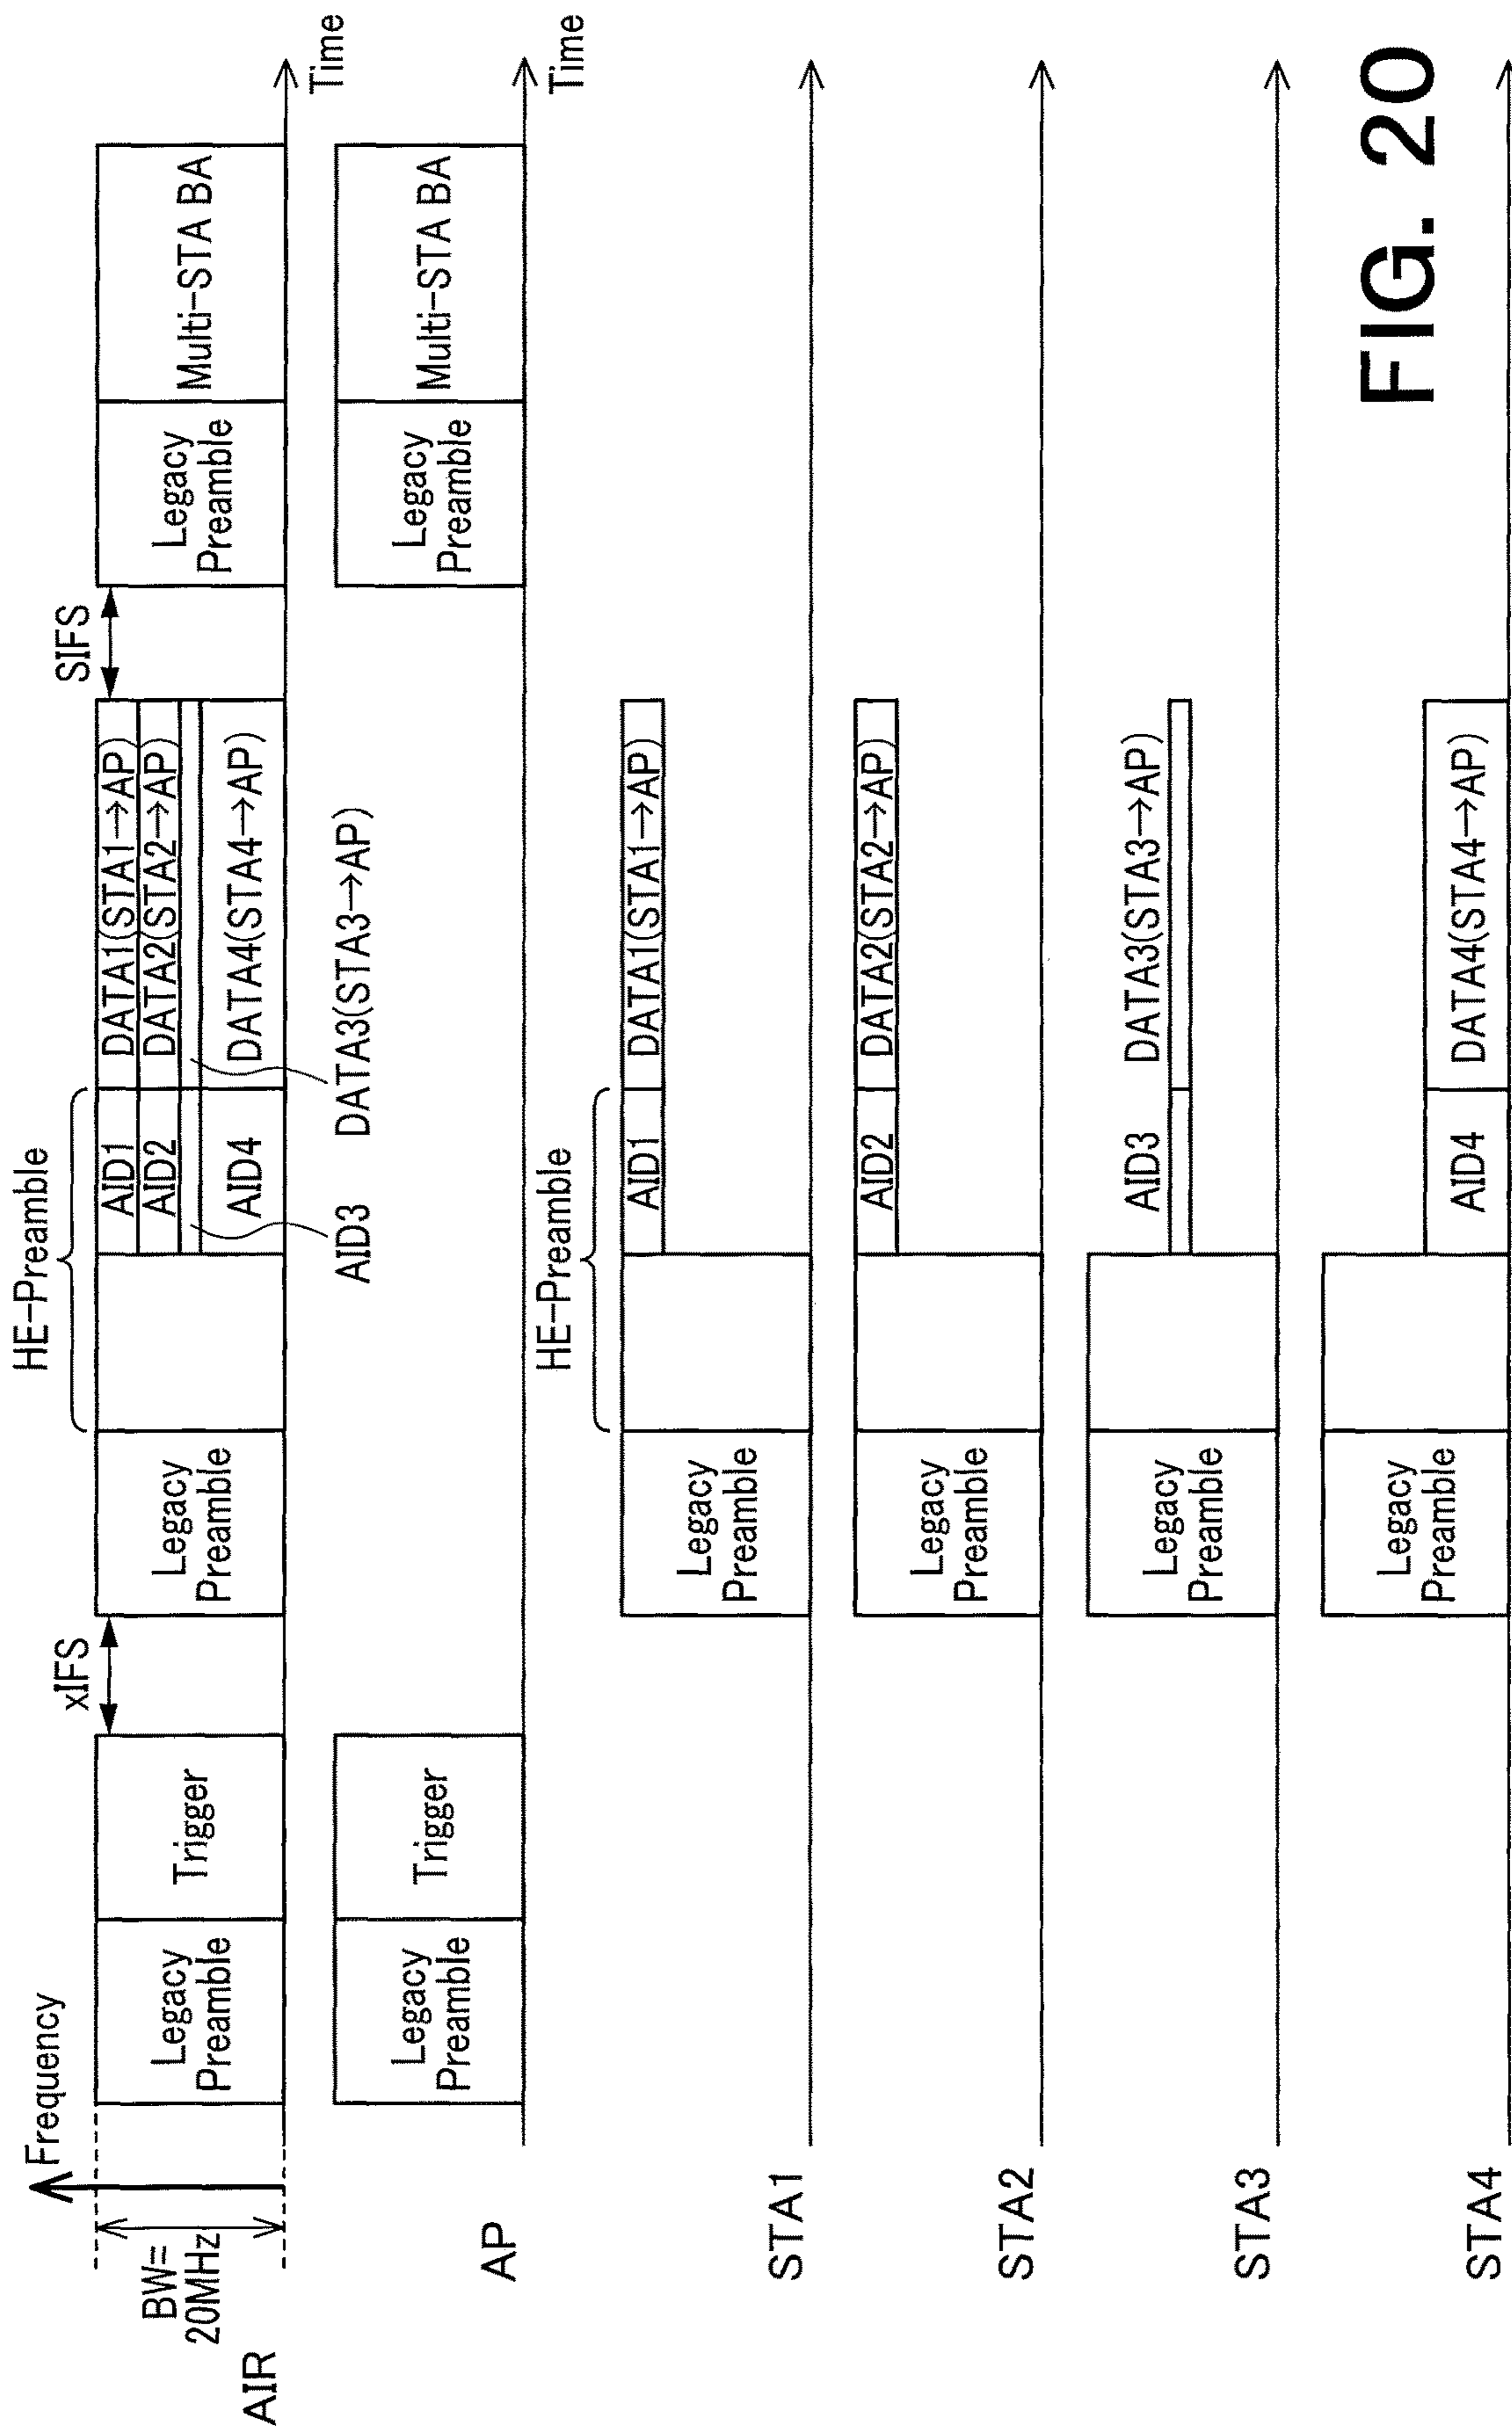 Frequency
BW=
20MHz
AIR
Legacy
Preamble
Trigger
xIFS
Legacy
Preamble
HE-Preamble
AID1
DATA1(STA1→AP)
AID2
DATA2(STA2→AP)
AID4
DATA4(STA4→AP)
AID3
DATA3(STA3→AP)
SIFS
Legacy
Preamble
Multi-STA BA
Time
AP
Legacy
Preamble
Trigger
Legacy
Preamble
Multi-STA BA
Time
STA1
Legacy
Preamble
HE-Preamble
AID1
DATA1(STA1→AP)
STA2
Legacy
Preamble
AID2
DATA2(STA2→AP)
STA3
Legacy
Preamble
AID3
DATA3(STA3→AP)
STA4
Legacy
Preamble
AID4
DATA4(STA4→AP)
FIG. 20